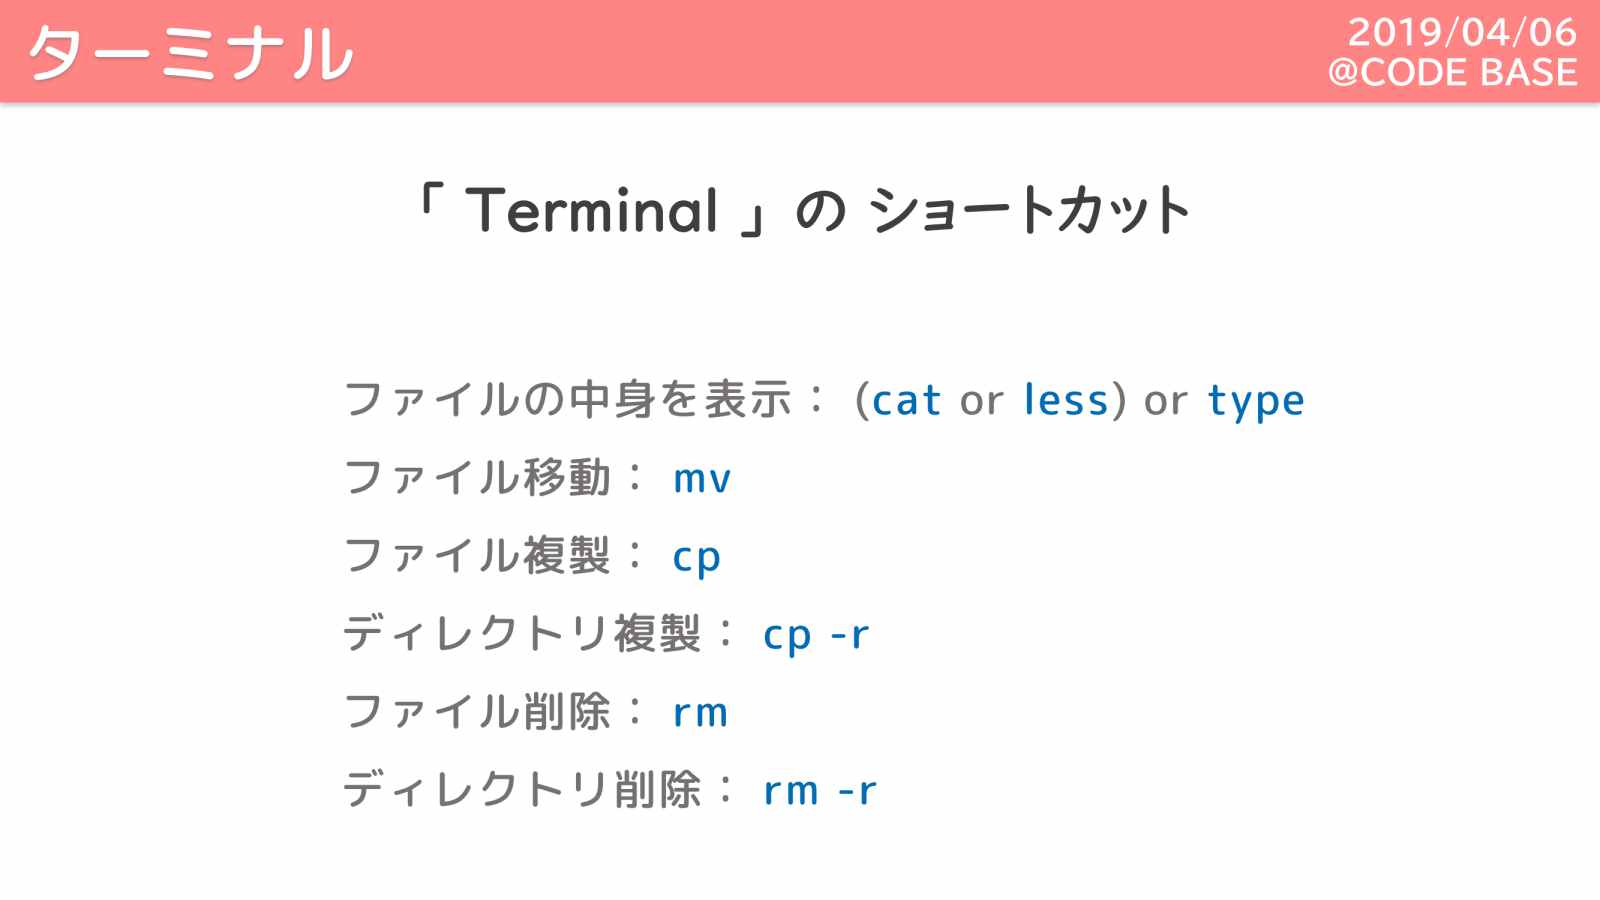 ターミナル
2019/04/06
@CODE BASE
「 Terminal 」の ショートカット
ファイルの中身を表示： (cat or less) or type
ファイル移動： mv
ファイル複製： cp
ディレクトリ複製： cp -r
ファイル削除： rm
ディレクトリ削除： rm -r